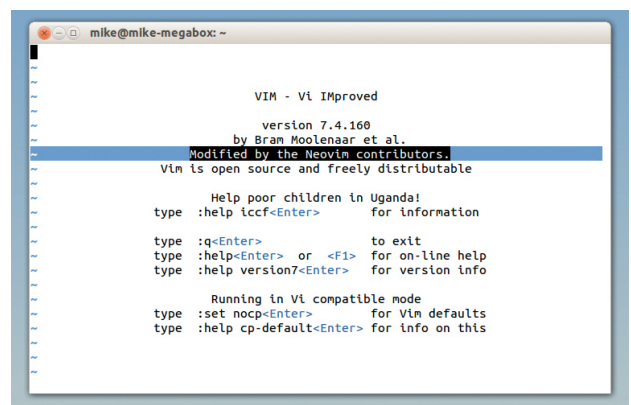 mike@mike-megabox: ~
~
~
~ VIM - Vi IMproved
~
~ version 7.4.160
~ by Bram Moolenaar et al.
~ Modified by the Neovim contributors.
~ Vim is open source and freely distributable
~
~ Help poor children in Uganda!
~ type :help iccf<Enter> for information
~
~ type :q<Enter> to exit
~ type :help<Enter> or <F1> for on-line help
~ type :help version7<Enter> for version info
~
~ Running in Vi compatible mode
~ type :set nocp<Enter> for Vim defaults
~ type :help cp-default<Enter> for info on this
~
~
~